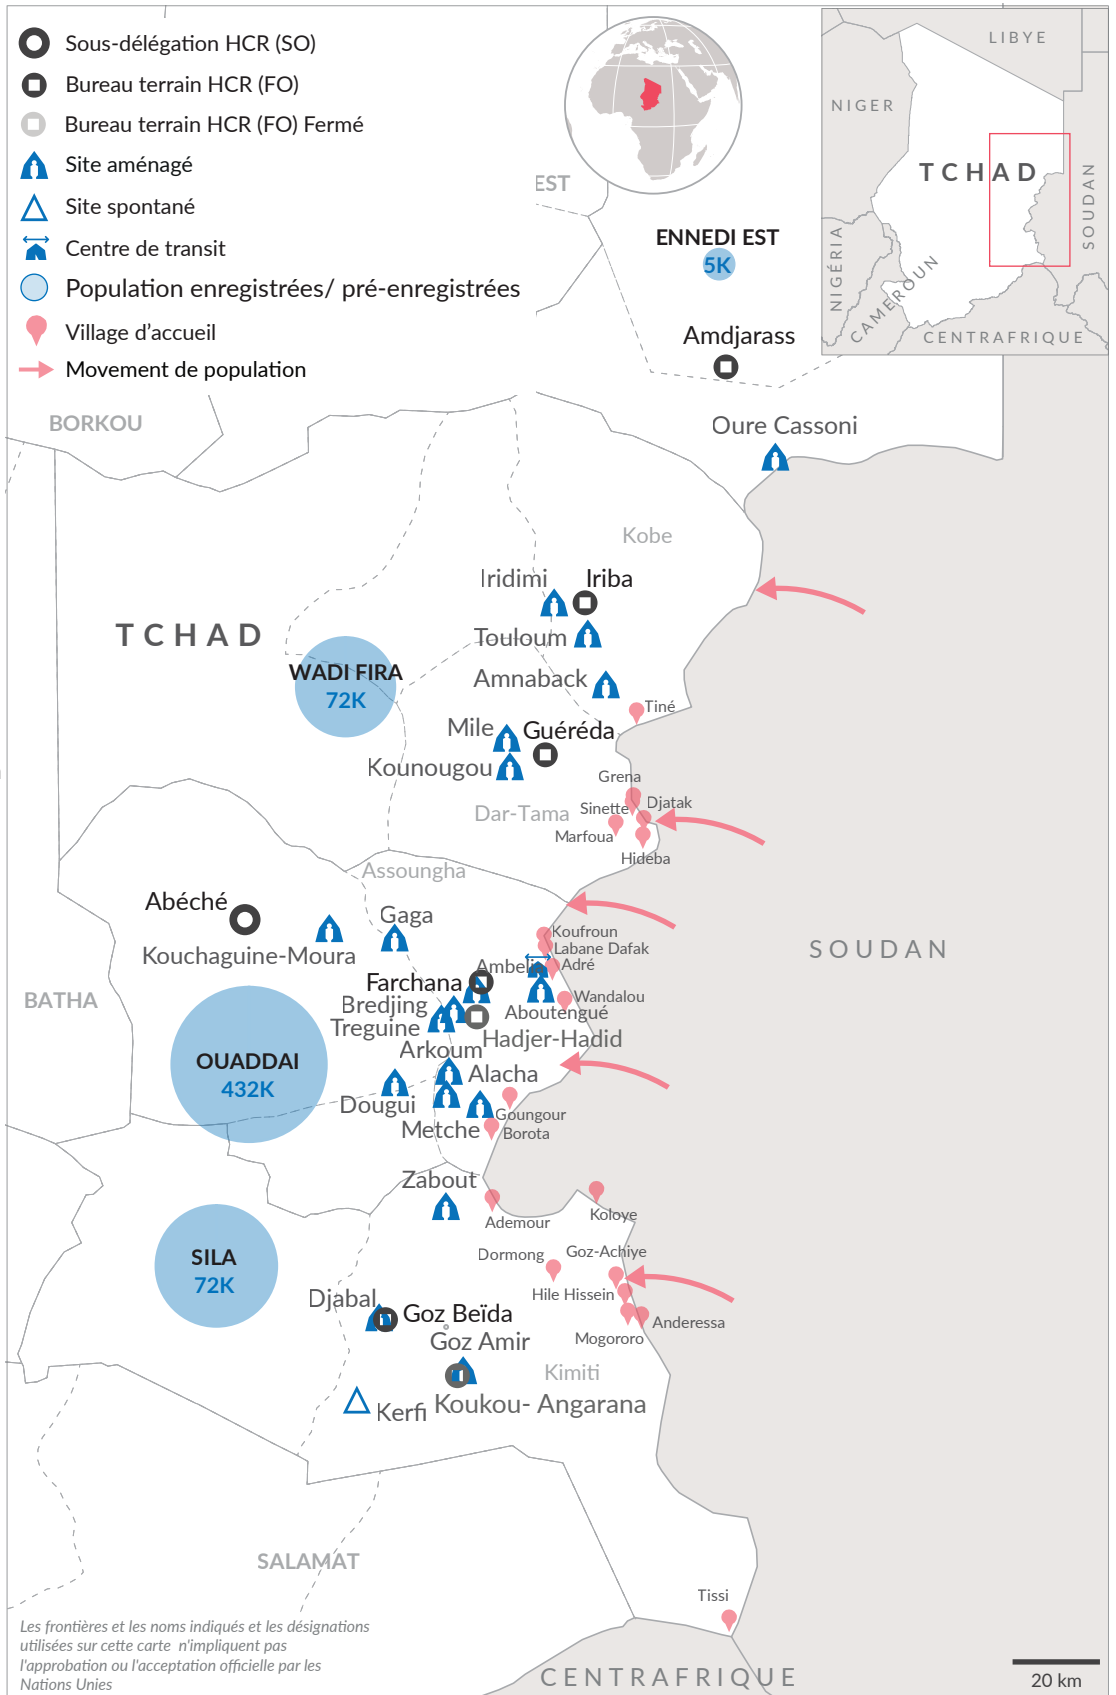 Sous-délégation HCR (SO)
Bureau terrain HCR (FO)
Bureau terrain HCR (FO) Fermé
Site aménagé
Site spontané
Centre de transit
Population enregistrées/ pré-enregistrées
Village d'accueil
Movement de population
LIBYE
NIGER
TCHAD
SOUDAN
NIGÉRIA
CAMEROUN
CENTRAFRIQUE
EST
ENNEDI EST
5K
Amdjarass
BORKOU
Oure Cassoni
Kobe
Iridimi
Iriba
TCHAD
Touloum
WADI FIRA
72K
Amnaback
Tiné
Mile
Guéréda
Kounougou
Grena
Sinette
Djatak
Dar-Tama
Marfoua
Hideba
Assoungha
Abéché
Gaga
Koufroun
Labane Dafak
Kouchaguine-Moura
Ambelia
Adré
SOUDAN
Farchana
BATHA
Bredjing
Wandalou
Treguine
Aboutengué
Hadjer-Hadid
Arkoum
OUADDAI
432K
Alacha
Dougui
Goungour
Metche
Borota
Zabout
Ademour
Koloye
Dormong
Goz-Achiye
SILA
72K
Hile Hissein
Djabal
Goz Beïda
Anderessa
Goz Amir
Mogororo
Kimiti
Kerfi
Koukou- Angarana
SALAMAT
Tissi
Les frontières et les noms indiqués et les désignations
utilisées sur cette carte n'impliquent pas
l'approbation ou l'acceptation officielle par les
Nations Unies
CENTRAFRIQUE
20 km